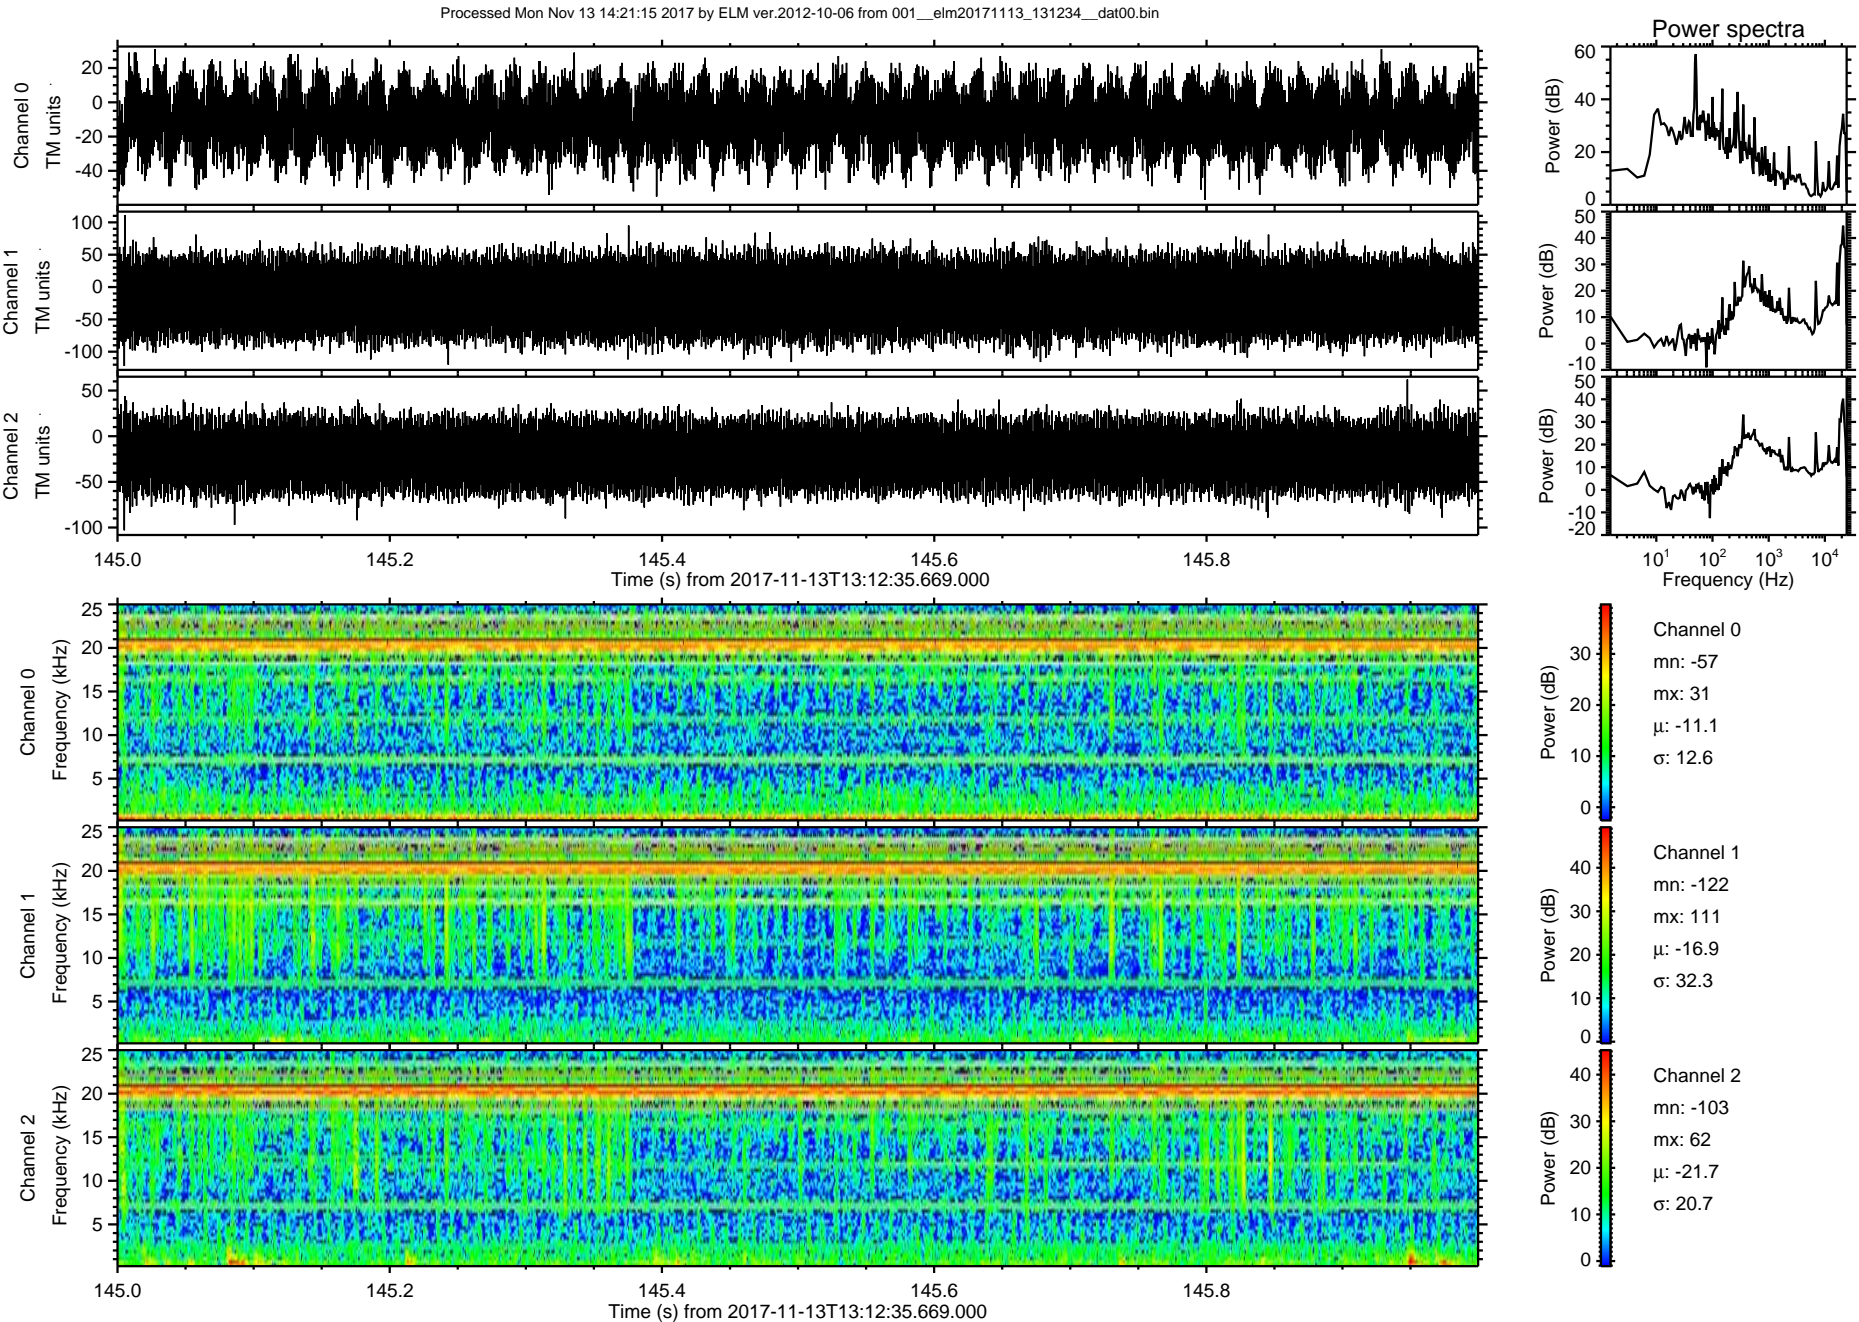 Processed Mon Nov 13 14:21:15 2017 by ELM ver.2012-10-06 from 001__elm20171113_131234__dat00.bin
Power spectra
Channel 0
TM units
20
0
-20
-40
Power (dB)
60
40
20
0
Channel 1
TM units
100
50
0
-50
-100
Power (dB)
50
40
30
20
10
0
-10
Channel 2
TM units
50
0
-50
-100
Power (dB)
50
40
30
20
10
0
-10
-20
145.0 145.2 145.4 145.6 145.8
Time (s) from 2017-11-13T13:12:35.669.000
10^1 10^2 10^3 10^4
Frequency (Hz)
Channel 0
Frequency (kHz)
25
20
15
10
5
Power (dB)
30
20
10
0
Channel 0
mn: -57
mx: 31
μ: -11.1
σ: 12.6
Channel 1
Frequency (kHz)
25
20
15
10
5
Power (dB)
40
30
20
10
0
Channel 1
mn: -122
mx: 111
μ: -16.9
σ: 32.3
Channel 2
Frequency (kHz)
25
20
15
10
5
Power (dB)
40
30
20
10
0
Channel 2
mn: -103
mx: 62
μ: -21.7
σ: 20.7
145.0 145.2 145.4 145.6 145.8
Time (s) from 2017-11-13T13:12:35.669.000